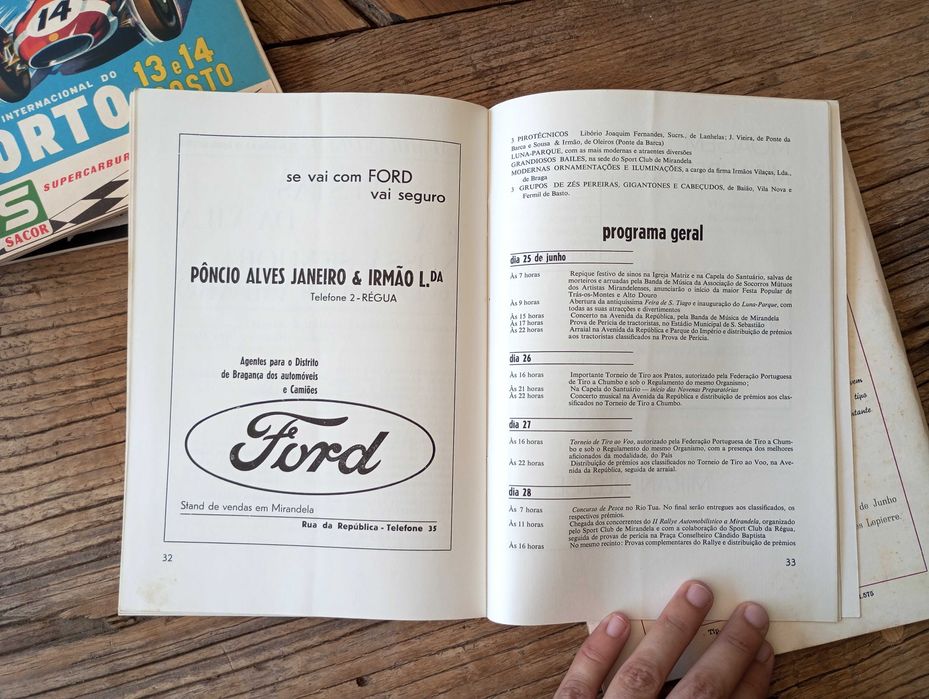 14
INTERNACIONAL DO
13 e 14
PORTO
SUPERCARBUR
S
SACOR
se vai com FORD
vai seguro
PÔNCIO ALVES JANEIRO & IRMÃO L.DA
Telefone 2-RÉGUA
Agentes para o Distrito
de Bragança dos automóveis
e Camiões
Ford
Stand de vendas em Mirandela
Rua da República - Telefone 35
32
3 PIROTÉCNICOS Libório Joaquim Fernandes, Sucrs., de Lanhelas; J. Vieira, de Ponte da
Barca e Sousa & Irmão, de Oleiros (Ponte da Barca)
LUNA-PARQUE, com as mais modernas e atraentes diversões
GRANDIOSOS BAILES, na sede do Sport Club de Mirandela
MODERNAS ORNAMENTAÇÕES E ILUMINAÇÕES, a cargo da firma Irmãos Vilaças, Lda.,
de Braga
3 GRUPOS DE ZÉS PEREIRAS, GIGANTONES E CABEÇUDOS, de Baião, Vila Nova e
Fermil de Basto.
programa geral
dia 25 de junho
Às 7 horas Repique festivo de sinos na Igreja Matriz e na Capela do Santuário, salvas de
morteiros e arruadas pela Banda de Música da Associação de Socorros Mútuos
dos Artistas Mirandelenses, anunciarão o início da maior Festa Popular de
Trás-os-Montes e Alto Douro
Às 9 horas Abertura da antiquíssima Feira de S. Tiago e inauguração do Luna-Parque, com
todas as suas atracções e divertimentos
Às 15 horas Concerto na Avenida da República, pela Banda de Música de Mirandela
Às 17 horas Prova de Perícia de tractoristas, no Estádio Municipal de S. Sebastião
Às 22 horas Arraial na Avenida da República e Parque do Império e distribuição de prémios
aos tractoristas classificados na Prova de Perícia.
dia 26
Às 16 horas Importante Torneio de Tiro aos Pratos, autorizado pela Federação Portuguesa
de Tiro a Chumbo e sob o Regulamento do mesmo Organismo;
Às 21 horas Na Capela do Santuário — início das Novenas Preparatórias
Às 22 horas Concerto musical na Avenida da República e distribuição de prémios aos clas-
sificados no Torneio de Tiro a Chumbo.
dia 27
Às 16 horas Torneio de Tiro ao Voo, autorizado pela Federação Portuguesa de Tiro a Chum-
bo e sob o Regulamento do mesmo Organismo, com a presença dos melhores
aficionados da modalidade, do País
Às 22 horas Distribuição de prémios aos classificados no Torneio de Tiro ao Voo, na Ave-
nida da República, seguida de arraial.
dia 28
Às 7 horas Concurso de Pesca no Rio Tua. No final serão entregues aos classificados, os
respectivos prémios.
Às 11 horas Chegada dos concorrentes do II Rallye Automobilístico a Mirandela, organizado
pelo Sport Club de Mirandela e com a colaboração do Sport Club da Régua,
seguida de provas de perícia na Praça Conselheiro Cândido Baptista
Às 16 horas No mesmo recinto: Provas complementares do Rallye e distribuição de prémios
33
tipo
de Junho
Lapierre.
Tip